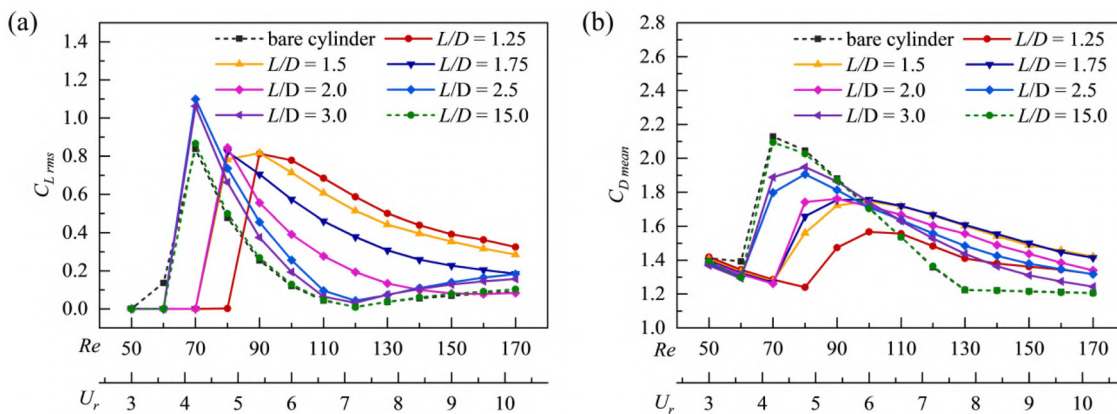 (a)
bare cylinder L/D = 1.25
L/D = 1.5 L/D = 1.75
L/D = 2.0 L/D = 2.5
L/D = 3.0 L/D = 15.0
1.4
1.2
1.0
0.8
0.6
0.4
0.2
0.0
C_L rms
Re 50 70 90 110 130 150 170
U_r 3 4 5 6 7 8 9 10
(b)
bare cylinder L/D = 1.25
L/D = 1.5 L/D = 1.75
L/D = 2.0 L/D = 2.5
L/D = 3.0 L/D = 15.0
2.8
2.6
2.4
2.2
2.0
1.8
1.6
1.4
1.2
1.0
C_D mean
Re 50 70 90 110 130 150 170
U_r 3 4 5 6 7 8 9 10